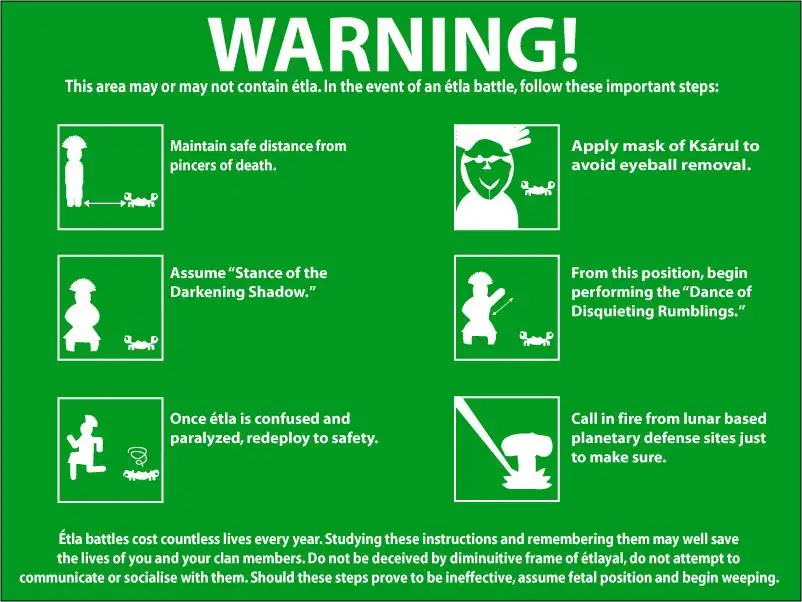 WARNING!
This area may or may not contain étla. In the event of an étla battle, follow these important steps:
Maintain safe distance from
pincers of death.
Apply mask of Ksárul to
avoid eyeball removal.
Assume “Stance of the
Darkening Shadow.”
From this position, begin
performing the “Dance of
Disquieting Rumblings.”
Once étla is confused and
paralyzed, redeploy to safety.
Call in fire from lunar based
planetary defense sites just
to make sure.
Étla battles cost countless lives every year. Studying these instructions and remembering them may well save
the lives of you and your clan members. Do not be deceived by diminuitive frame of étlayal, do not attempt to
communicate or socialise with them. Should these steps prove to be ineffective, assume fetal position and begin weeping.